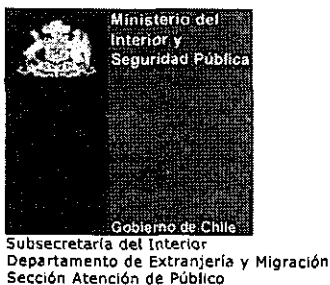 Ministerio del
Interior y
Seguridad Pública
Gobierno de Chile
Subsecretaría del Interior
Departamento de Extranjería y Migración
Sección Atención de Público